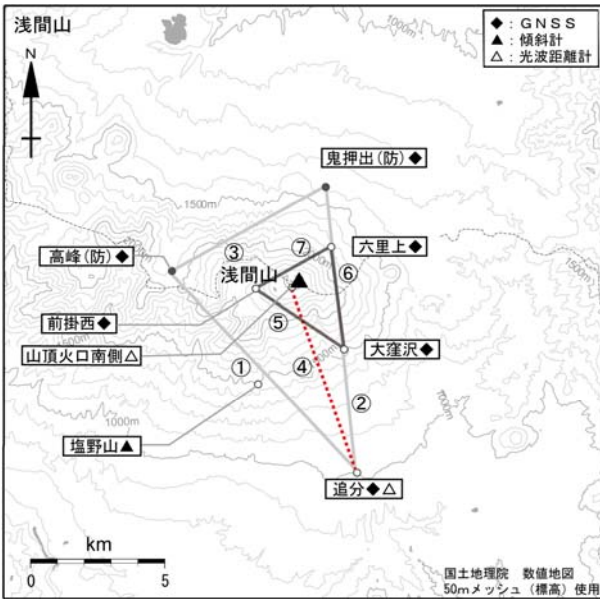 浅間山
N
◆：GNSS
▲：傾斜計
△：光波距離計
鬼押出(防)◆
1500m
高峰(防)◆
③
⑦
六里上◆
浅間山
⑥
1500m
前掛西◆
⑤
山頂火口南側△
大窪沢◆
①
④
②
1000m
1000m
塩野山▲
追分◆△
km
0
5
国土地理院　数値地図
50mメッシュ（標高）使用